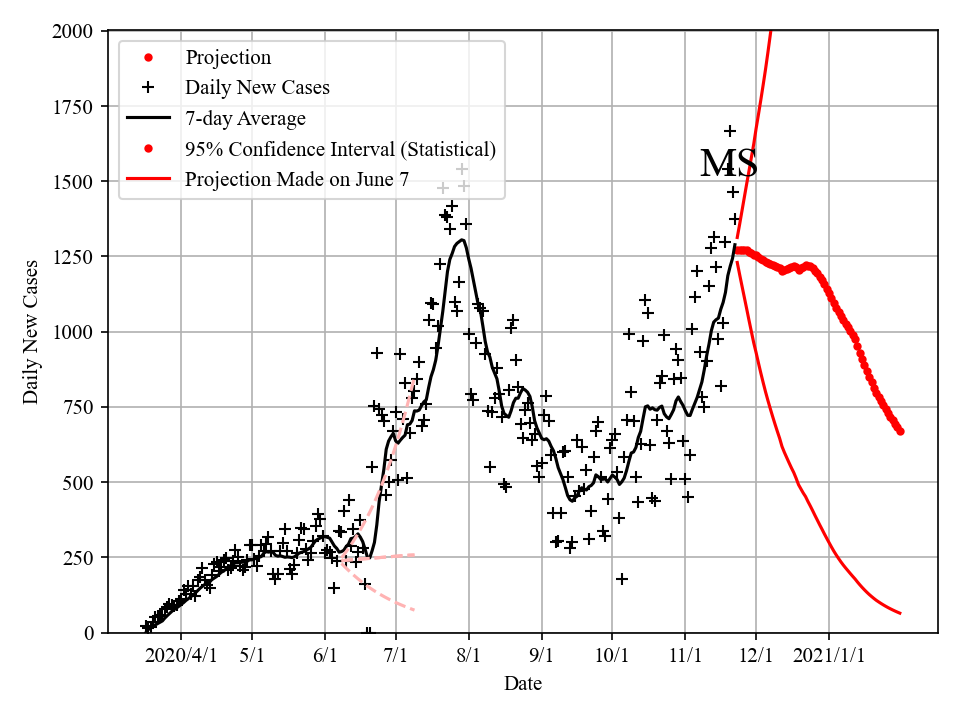 2000
1750
1500
1250
1000
750
500
250
0
Daily New Cases
Projection
Daily New Cases
7-day Average
95% Confidence Interval (Statistical)
Projection Made on June 7
MS
2020/4/1 5/1 6/1 7/1 8/1 9/1 10/1 11/1 12/1 2021/1/1
Date